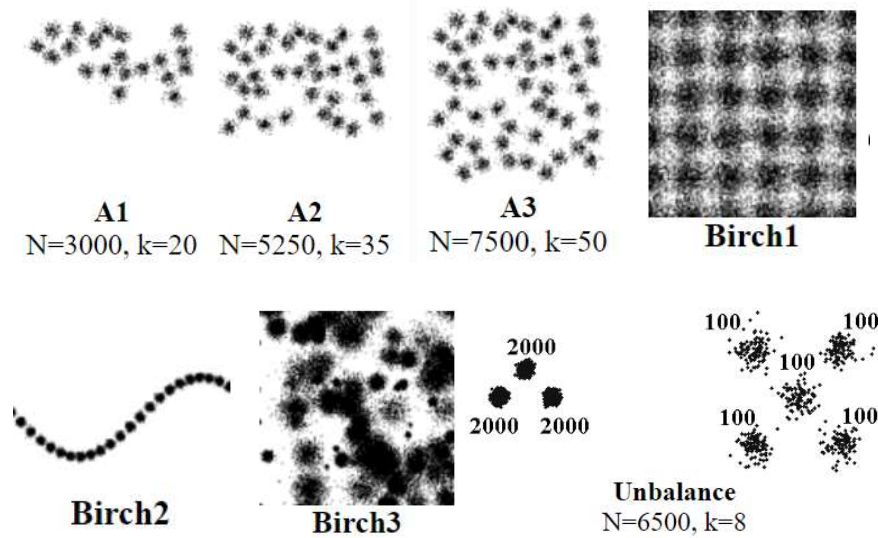 A1
N=3000, k=20
A2
N=5250, k=35
A3
N=7500, k=50
Birch1
Birch2
Birch3
2000
2000
2000
100
100
100
100
100
Unbalance
N=6500, k=8